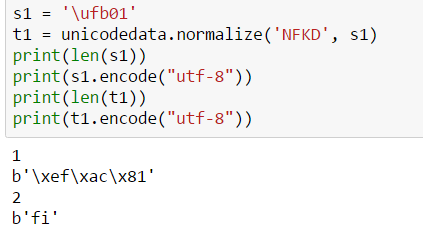 s1 = '\ufb01'
t1 = unicodedata.normalize('NFKD', s1)
print(len(s1))
print(s1.encode("utf-8"))
print(len(t1))
print(t1.encode("utf-8"))
1
b'\xef\xac\x81'
2
b'fi'